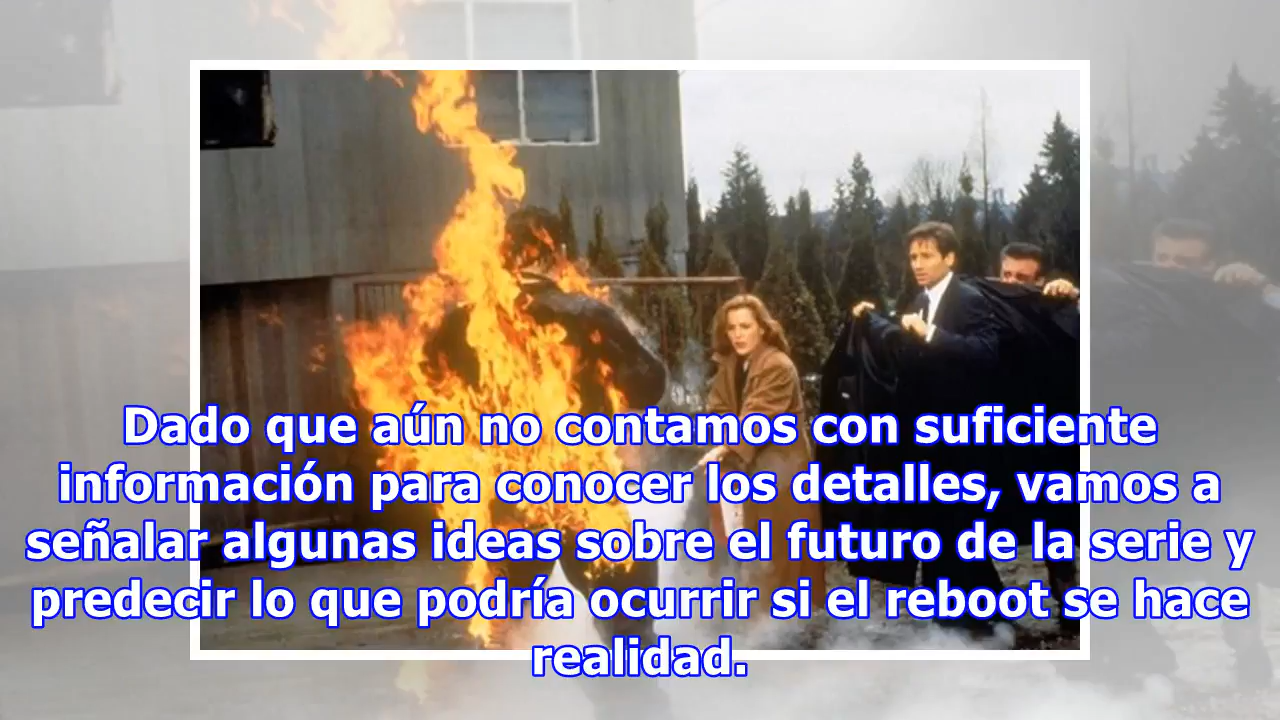 Dado que aún no contamos con suficiente
información para conocer los detalles, vamos a
señalar algunas ideas sobre el futuro de la serie y
predecir lo que podría ocurrir si el reboot se hace
realidad.